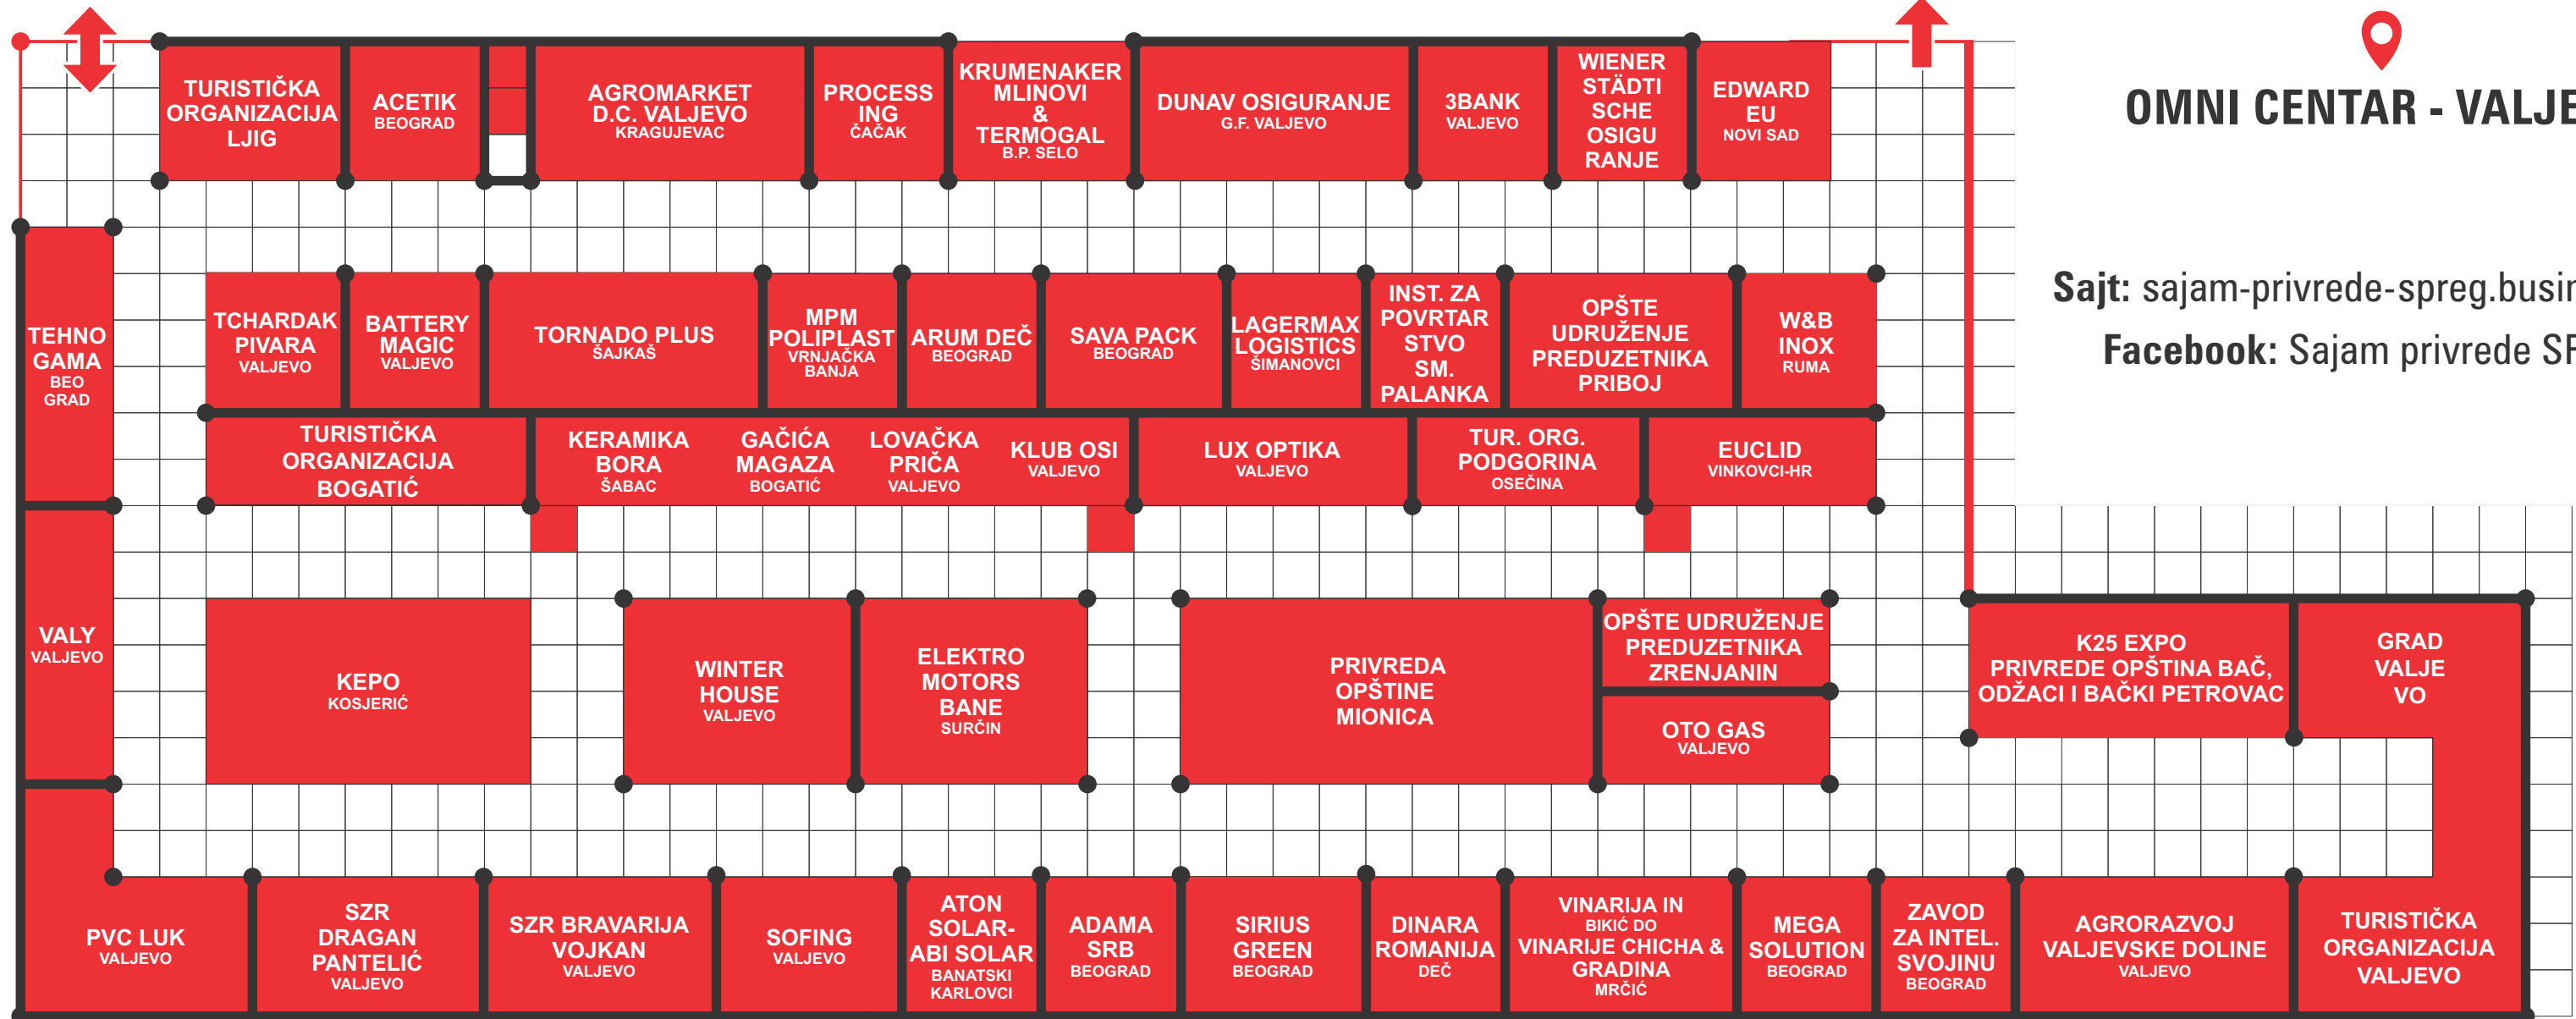 OMNI CENTAR - VALJE
Sajt: sajam-privrede-spreg.busin
Facebook: Sajam privrede SP
TURISTIČKA
ORGANIZACIJA
LJIG
ACETIK
BEOGRAD
AGROMARKET
D.C. VALJEVO
KRAGUJEVAC
PROCESS
ING
ČAČAK
KRUMENAKER
MLINOVI
&
TERMOGAL
B.P. SELO
DUNAV OSIGURANJE
G.F. VALJEVO
3BANK
VALJEVO
WIENER
STÄDTI
SCHE
OSIGU
RANJE
EDWARD
EU
NOVI SAD
TEHNO
GAMA
BEO
GRAD
TCHARDAK
PIVARA
VALJEVO
BATTERY
MAGIC
VALJEVO
TORNADO PLUS
ŠAJKAŠ
MPM
POLIPLAST
VRNJAČKA
BANJA
ARUM DEČ
BEOGRAD
SAVA PACK
BEOGRAD
LAGERMAX
LOGISTICS
ŠIMANOVCI
INST. ZA
POVRTAR
STVO
SM.
PALANKA
OPŠTE
UDRUŽENJE
PREDUZETNIKA
PRIBOJ
W&B
INOX
RUMA
TURISTIČKA
ORGANIZACIJA
BOGATIĆ
KERAMIKA
BORA
ŠABAC
GAČIĆA
MAGAZA
BOGATIĆ
LOVAČKA
PRIČA
VALJEVO
KLUB OSI
VALJEVO
LUX OPTIKA
VALJEVO
TUR. ORG.
PODGORINA
OSEČINA
EUCLID
VINKOVCI-HR
VALY
VALJEVO
KEPO
KOSJERIĆ
WINTER
HOUSE
VALJEVO
ELEKTRO
MOTORS
BANE
SURČIN
PRIVREDA
OPŠTINE
MIONICA
OPŠTE UDRUŽENJE
PREDUZETNIKA
ZRENJANIN
OTO GAS
VALJEVO
K25 EXPO
PRIVREDE OPŠTINA BAČ,
ODŽACI I BAČKI PETROVAC
GRAD
VALJE
VO
PVC LUK
VALJEVO
SZR
DRAGAN
PANTELIĆ
VALJEVO
SZR BRAVARIJA
VOJKAN
VALJEVO
SOFING
VALJEVO
ATON
SOLAR-
ABI SOLAR
BANATSKI
KARLOVCI
ADAMA
SRB
BEOGRAD
SIRIUS
GREEN
BEOGRAD
DINARA
ROMANIJA
DEČ
VINARIJA IN
BIKIĆ DO
VINARIJE CHICHA &
GRADINA
MRČIĆ
MEGA
SOLUTION
BEOGRAD
ZAVOD
ZA INTEL.
SVOJINU
BEOGRAD
AGRORAZVOJ
VALJEVSKE DOLINE
VALJEVO
TURISTIČKA
ORGANIZACIJA
VALJEVO